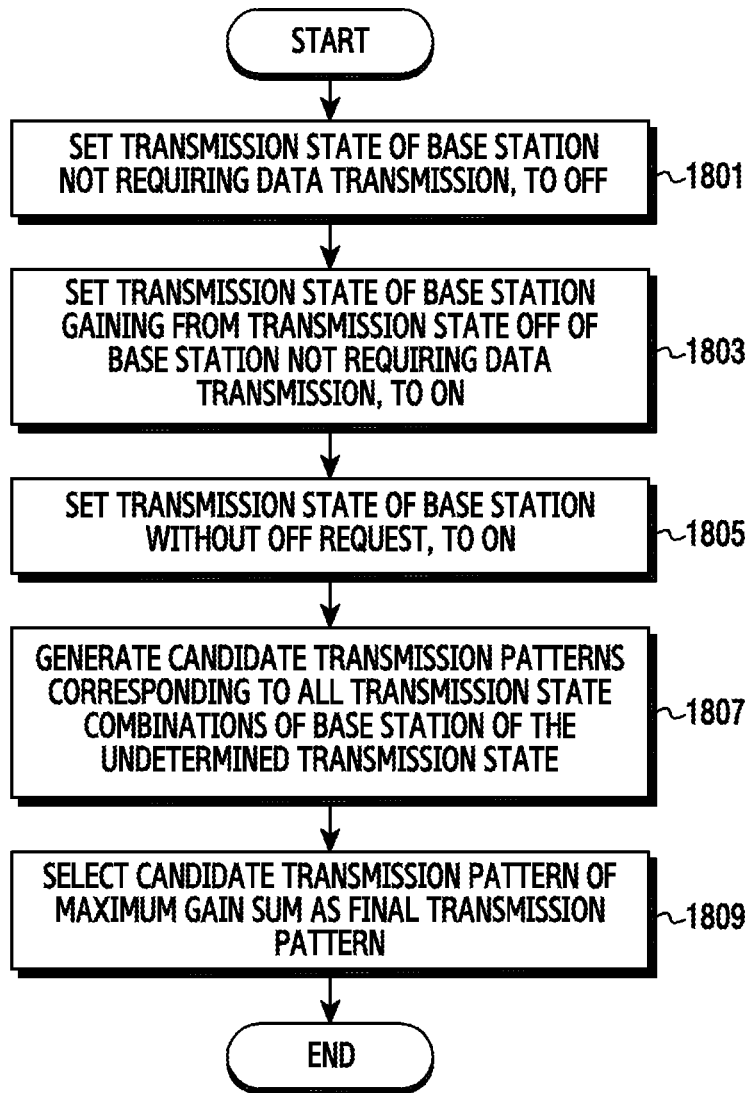 START
SET TRANSMISSION STATE OF BASE STATION
NOT REQUIRING DATA TRANSMISSION, TO OFF
1801
SET TRANSMISSION STATE OF BASE STATION
GAINING FROM TRANSMISSION STATE OFF OF
BASE STATION NOT REQUIRING DATA
TRANSMISSION, TO ON
1803
SET TRANSMISSION STATE OF BASE STATION
WITHOUT OFF REQUEST, TO ON
1805
GENERATE CANDIDATE TRANSMISSION PATTERNS
CORRESPONDING TO ALL TRANSMISSION STATE
COMBINATIONS OF BASE STATION OF THE
UNDETERMINED TRANSMISSION STATE
1807
SELECT CANDIDATE TRANSMISSION PATTERN OF
MAXIMUM GAIN SUM AS FINAL TRANSMISSION
PATTERN
1809
END